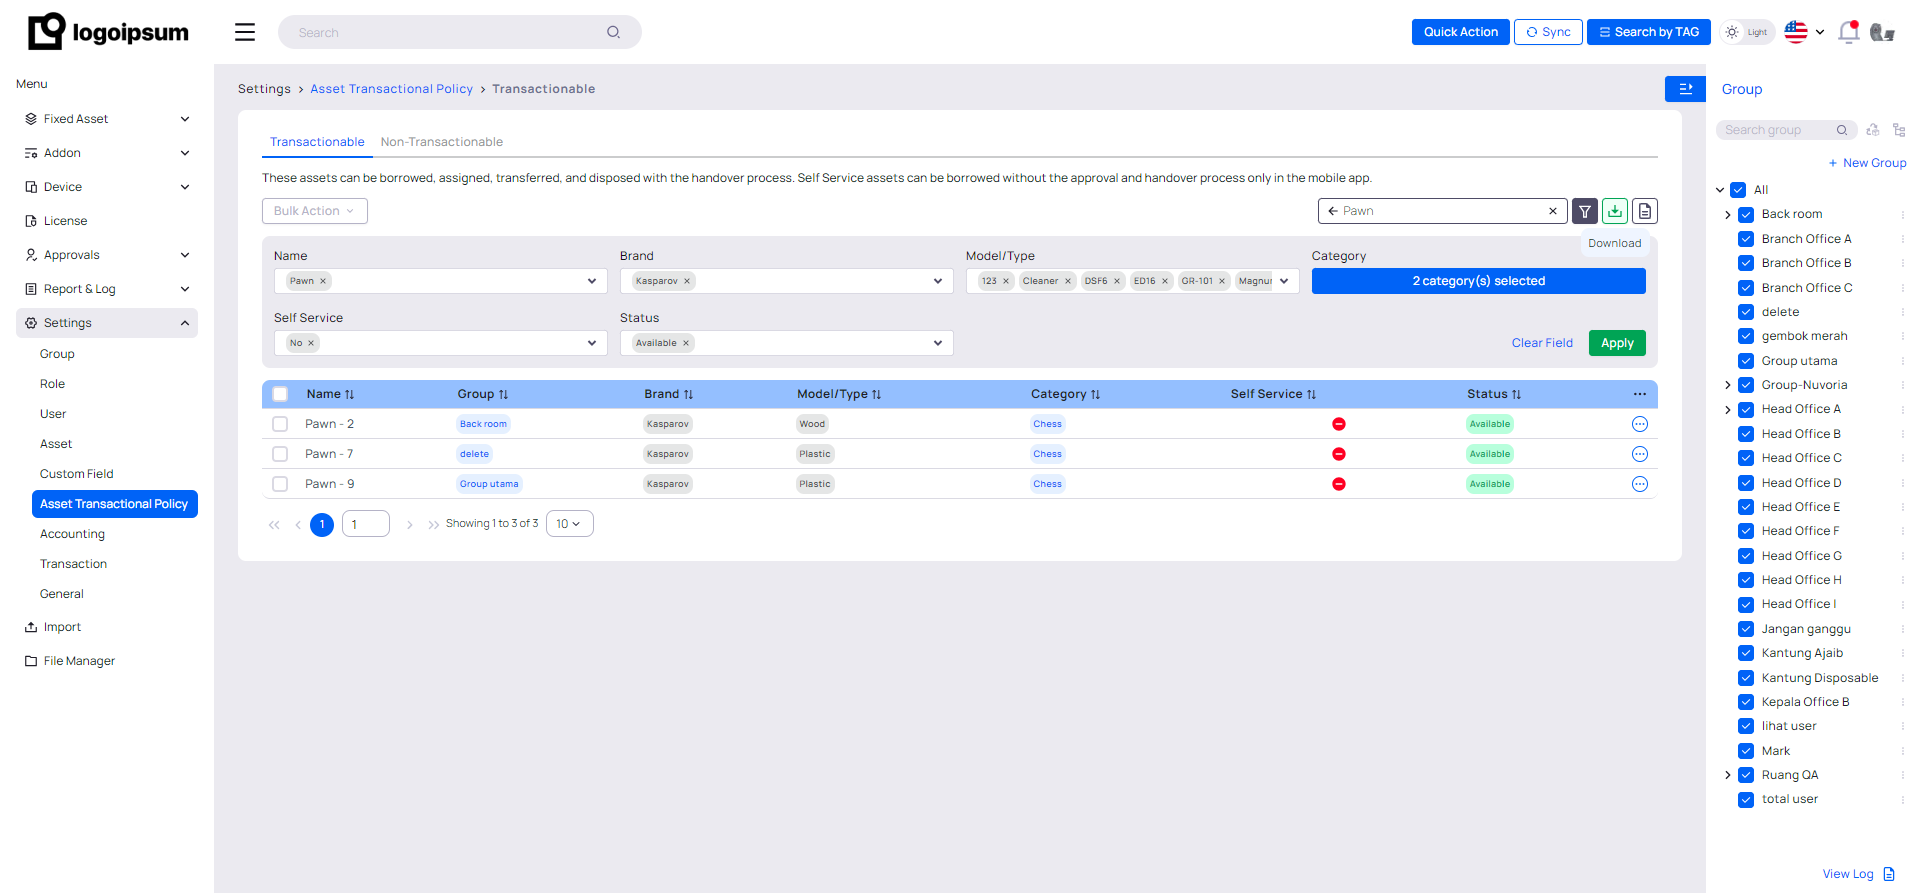 logoipsum
Search
Quick Action
Sync
Search by TAG
Light
Menu
Fixed Asset
Addon
Device
License
Approvals
Report & Log
Settings
Group
Role
User
Asset
Custom Field
Asset Transactional Policy
Accounting
Transaction
General
Import
File Manager
Settings > Asset Transactional Policy > Transactionable
Transactionable
Non-Transactionable
These assets can be borrowed, assigned, transferred, and disposed with the handover process. Self Service assets can be borrowed without the approval and handover process only in the mobile app.
Bulk Action
Pawn
Download
Name
Pawn
Brand
Kasparov
Model/Type
123 Cleaner DSF6 ED16 GR-101 Magnu
Category
2 category(s) selected
Self Service
No
Status
Available
Clear Field
Apply
Name Group Brand Model/Type Category Self Service Status
Pawn - 2 Back room Kasparov Wood Chess Available
Pawn - 7 delete Kasparov Plastic Chess Available
Pawn - 9 Group utama Kasparov Plastic Chess Available
1 1 Showing 1 to 3 of 3 10
Group
Search group
+ New Group
All
Back room
Branch Office A
Branch Office B
Branch Office C
delete
gembok merah
Group utama
Group-Nuvoria
Head Office A
Head Office B
Head Office C
Head Office D
Head Office E
Head Office F
Head Office G
Head Office H
Head Office I
Jangan ganggu
Kantung Ajaib
Kantung Disposable
Kepala Office B
lihat user
Mark
Ruang QA
total user
View Log